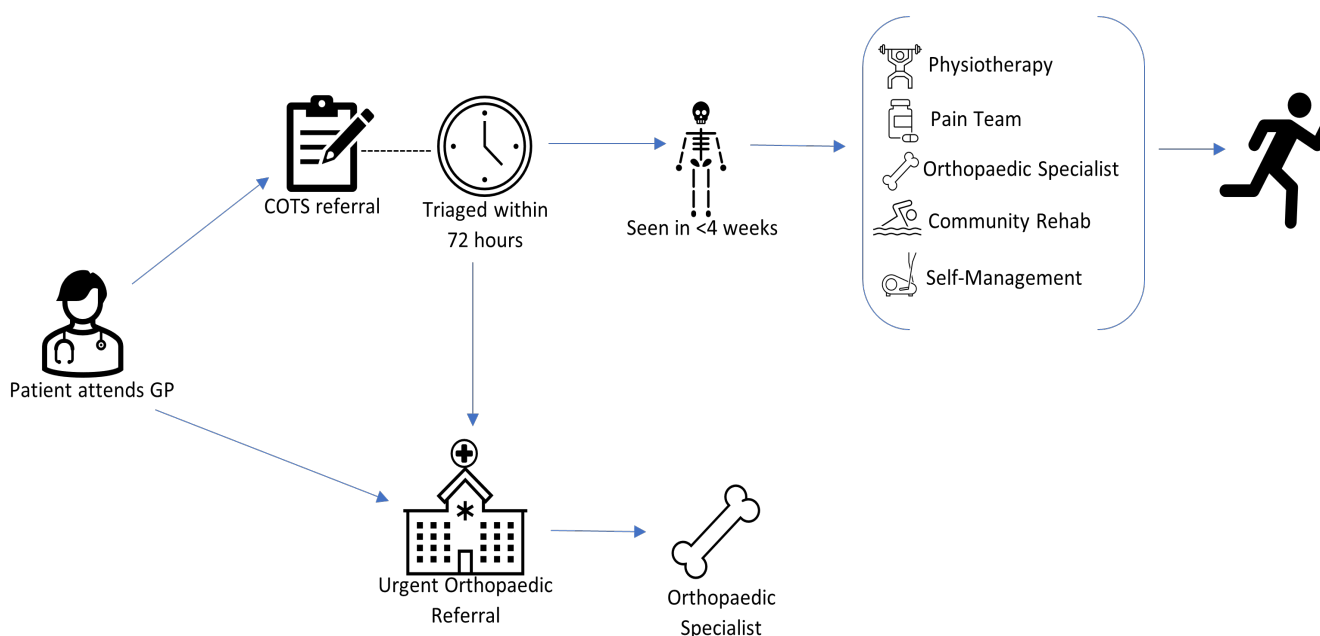 Physiotherapy
Pain Team
Orthopaedic Specialist
Community Rehab
Self-Management
COTS referral
Triaged within
72 hours
Seen in <4 weeks
Patient attends GP
Urgent Orthopaedic
Referral
Orthopaedic
Specialist